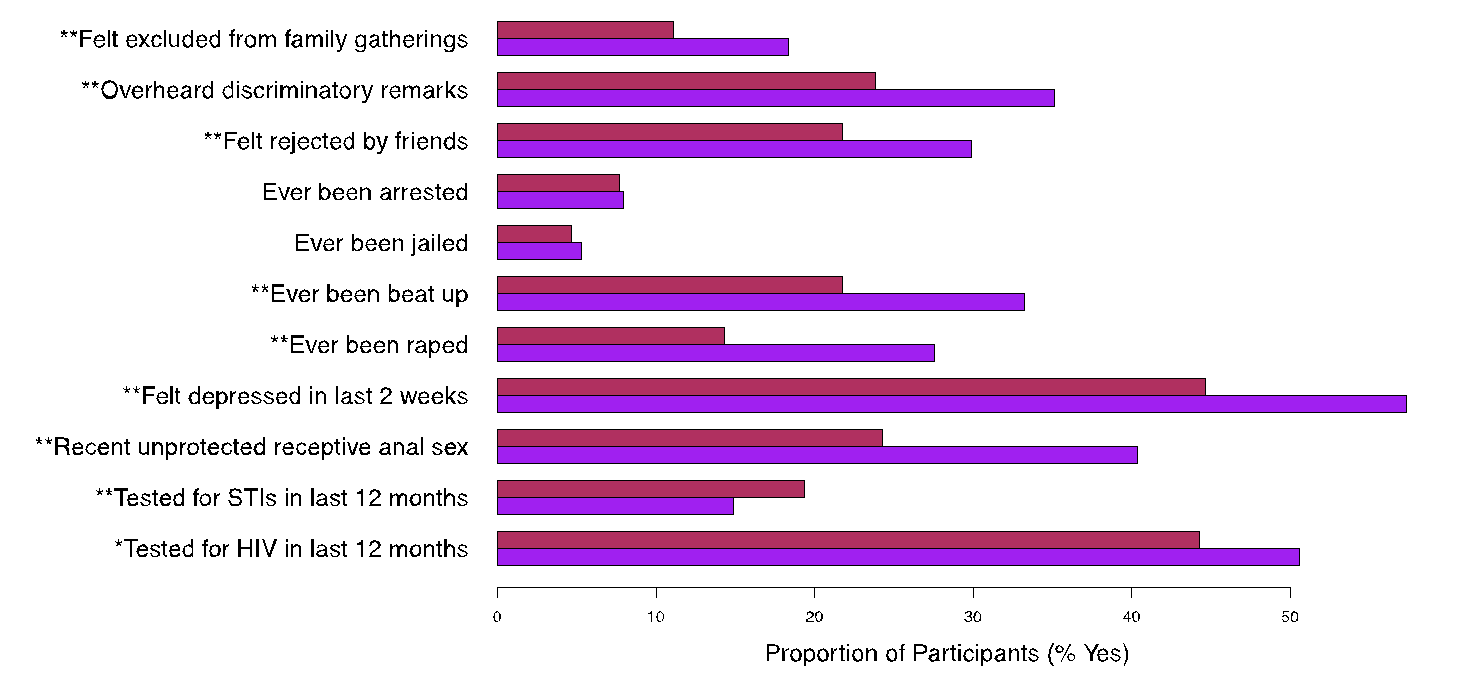 **Felt excluded from family gatherings
**Overheard discriminatory remarks
**Felt rejected by friends
Ever been arrested
Ever been jailed
**Ever been beat up
**Ever been raped
**Felt depressed in last 2 weeks
**Recent unprotected receptive anal sex
**Tested for STIs in last 12 months
*Tested for HIV in last 12 months
0 10 20 30 40 50
Proportion of Participants (% Yes)